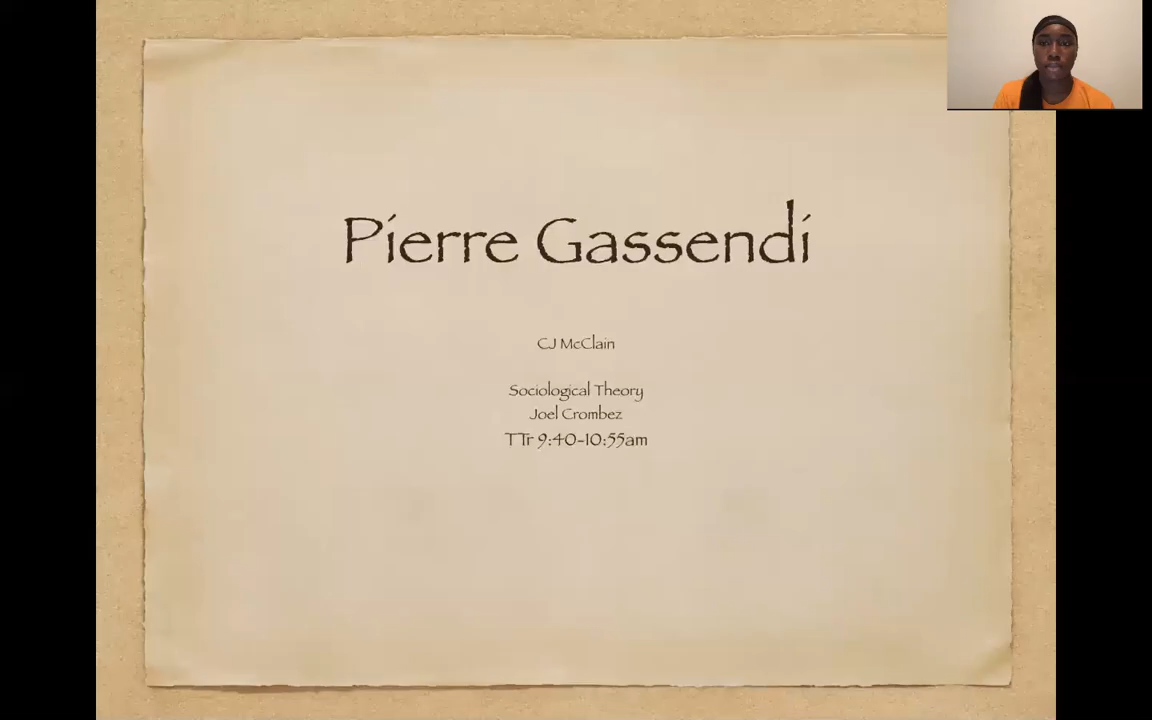 Pierre Gassendi
CJ McClain
Sociological Theory
Joel Crombez
TTr 9:40-10:55am